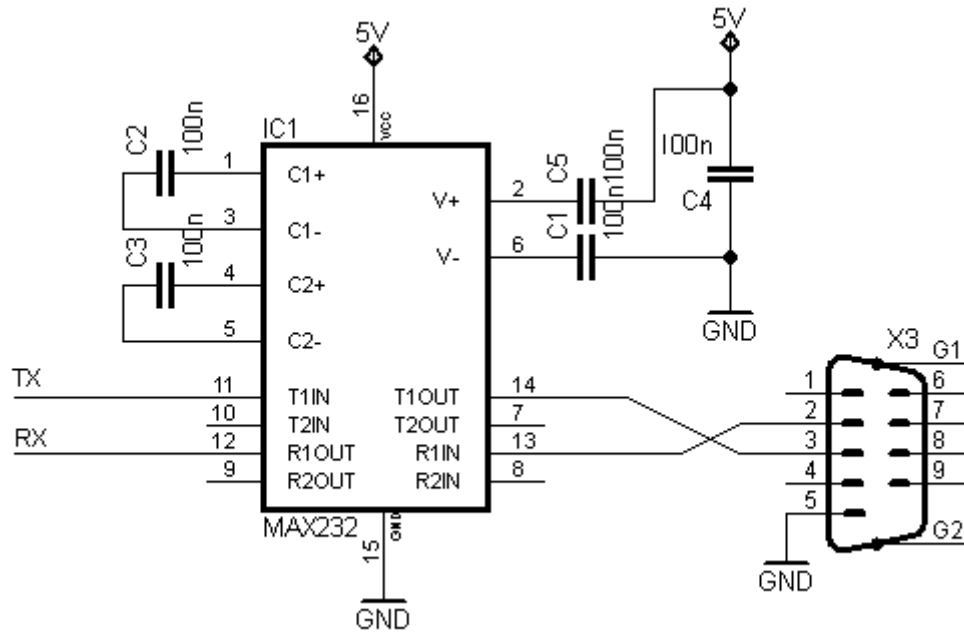 5V
5V
16
VCC
IC1
C2
100n
1
C1+
3
C1-
C3
100n
4
C2+
5
C2-
V+
2
C5
100n
V-
6
C1
100n
100n
C4
GND
TX
11
T1IN
T1OUT
14
10
T2IN
T2OUT
7
RX
12
R1OUT
R1IN
13
9
R2OUT
R2IN
8
MAX232
GND
15
GND
X3
G1
1
6
2
7
3
8
4
9
5
G2
GND